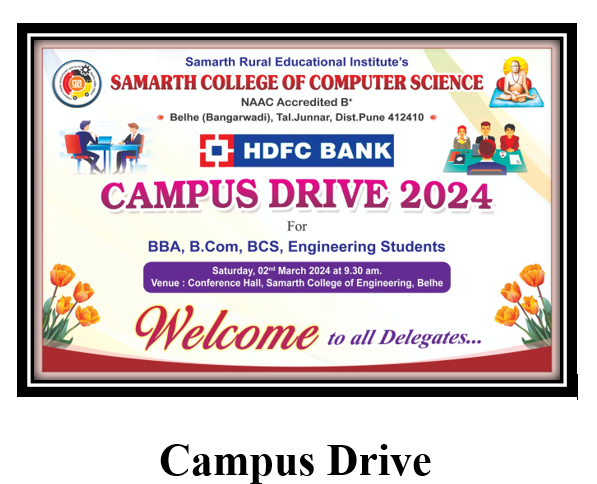 Samarth Rural Educational Institute's
SAMARTH COLLEGE OF COMPUTER SCIENCE
NAAC Accredited B+
Belhe (Bangarwadi), Tal.Junnar, Dist.Pune 412410
HDFC BANK
CAMPUS DRIVE 2024
For
BBA, B.Com, BCS, Engineering Students
Saturday, 02nd March 2024 at 9.30 am.
Venue : Conference Hall, Samarth College of Engineering, Belhe
Welcome to all Delegates...
Campus Drive